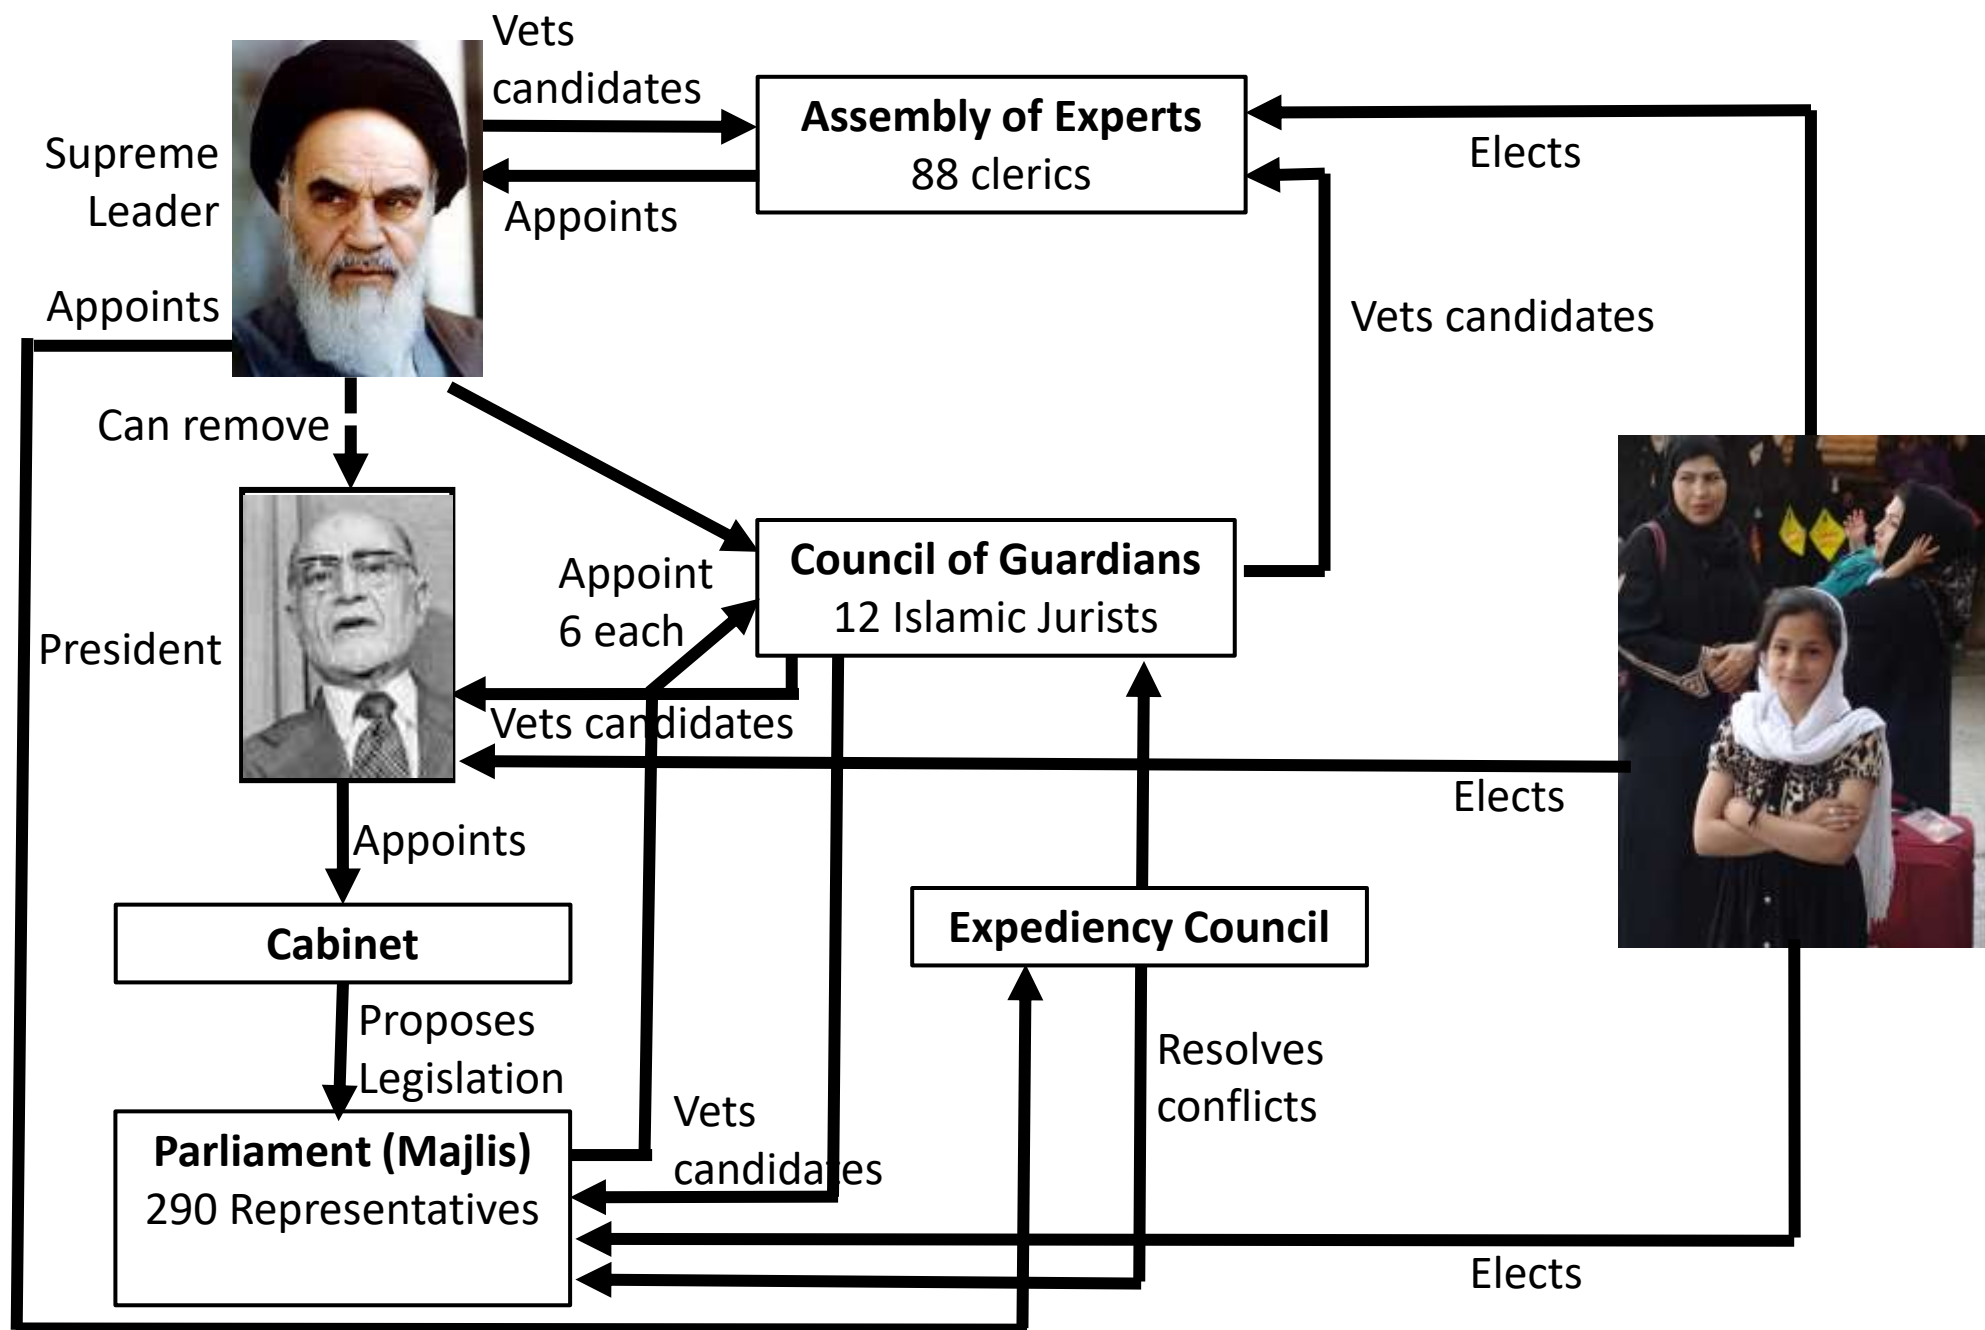 Vets
candidates
Assembly of Experts
88 clerics
Elects
Supreme
Leader
Appoints
Appoints
Vets candidates
Can remove
Council of Guardians
12 Islamic Jurists
Appoint
6 each
President
Vets candidates
Elects
Appoints
Cabinet
Expediency Council
Proposes
Legislation
Resolves
conflicts
Vets
candidates
Parliament (Majlis)
290 Representatives
Elects